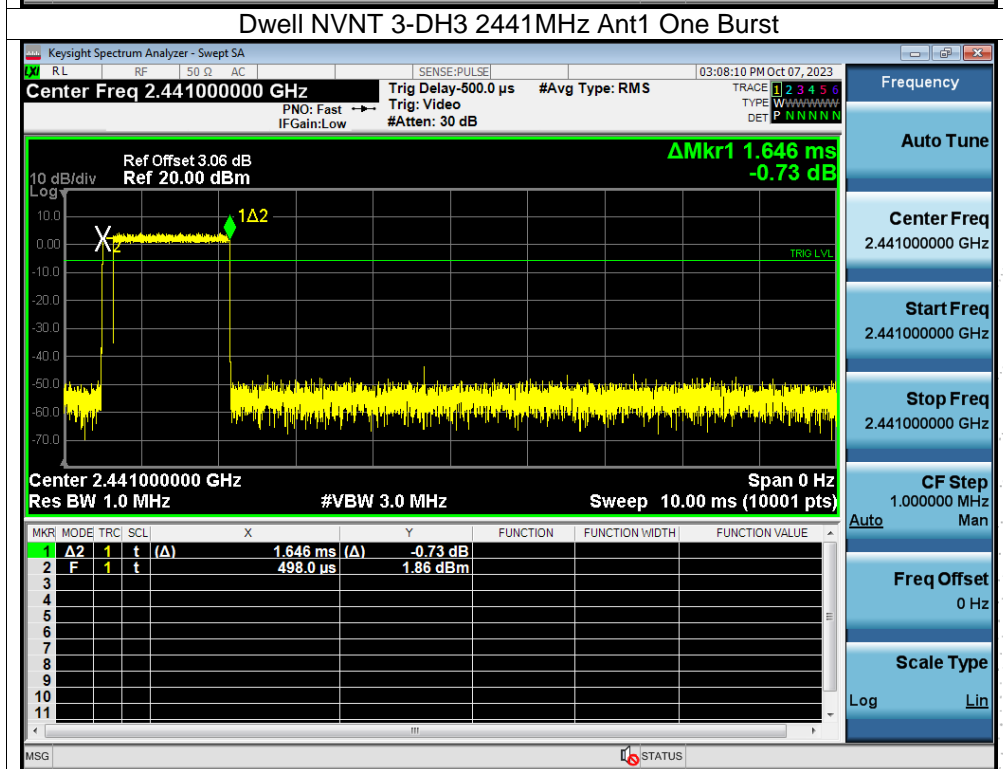 Dwell NVNT 3-DH3 2441MHz Ant1 One Burst
Keysight Spectrum Analyzer - Swept SA
LXI RL RF 50 Ω AC SENSE:PULSE 03:08:10 PM Oct 07, 2023
Center Freq 2.441000000 GHz Trig Delay-500.0 µs #Avg Type: RMS TRACE 1 2 3 4 5 6
PNO: Fast Trig: Video TYPE WWWWWW
IFGain:Low #Atten: 30 dB DET P N N N N N
ΔMkr1 1.646 ms
-0.73 dB
Ref Offset 3.06 dB
10 dB/div Ref 20.00 dBm
Log
10.0
0.00
-10.0
-20.0
-30.0
-40.0
-50.0
-60.0
-70.0
1Δ2
2
TRIG LVL
Center 2.441000000 GHz Span 0 Hz
Res BW 1.0 MHz #VBW 3.0 MHz Sweep 10.00 ms (10001 pts)
MKR MODE TRC SCL X Y FUNCTION FUNCTION WIDTH FUNCTION VALUE
1 Δ2 1 t (Δ) 1.646 ms (Δ) -0.73 dB
2 F 1 t 498.0 µs 1.86 dBm
3
4
5
6
7
8
9
10
11
MSG STATUS
Frequency
Auto Tune
Center Freq
2.441000000 GHz
Start Freq
2.441000000 GHz
Stop Freq
2.441000000 GHz
CF Step
1.000000 MHz
Auto Man
Freq Offset
0 Hz
Scale Type
Log Lin